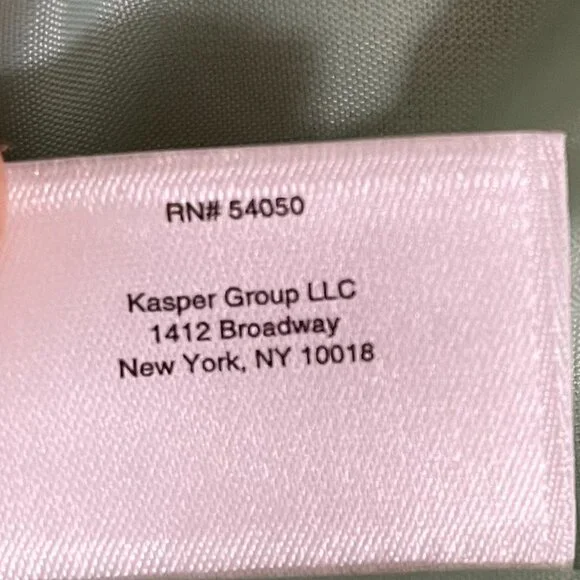 RN# 54050
Kasper Group LLC
1412 Broadway
New York, NY 10018